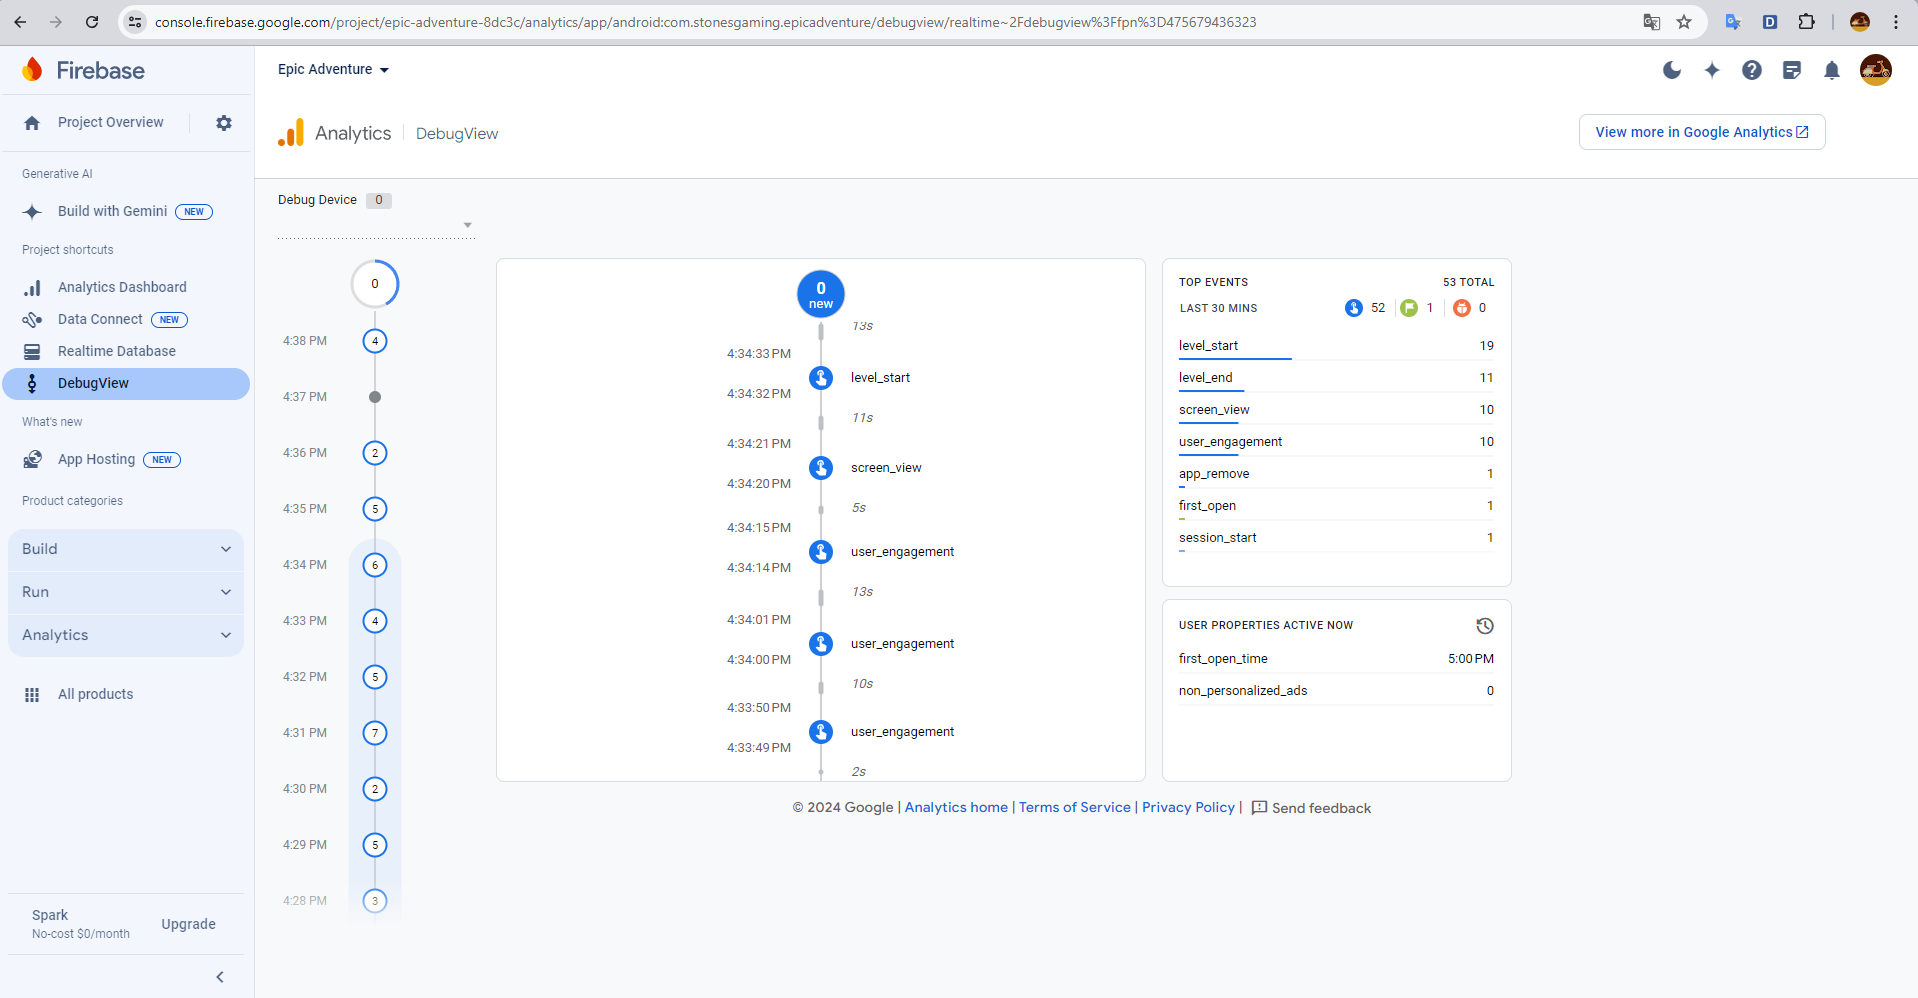 console.firebase.google.com/project/epic-adventure-8dc3c/analytics/app/android:com.stonesgaming.epicadventure/debugview/realtime~2Fdebugview%3Ffpn%3D475679436323
Firebase
Project Overview
Generative AI
Build with Gemini NEW
Project shortcuts
Analytics Dashboard
Data Connect NEW
Realtime Database
DebugView
What's new
App Hosting NEW
Product categories
Build
Run
Analytics
All products
Spark
No-cost $0/month
Upgrade
Epic Adventure
Analytics DebugView
View more in Google Analytics
Debug Device 0
0
4:38 PM 4
4:37 PM
4:36 PM 2
4:35 PM 5
4:34 PM 6
4:33 PM 4
4:32 PM 5
4:31 PM 7
4:30 PM 2
4:29 PM 5
4:28 PM 3
0
new
13s
4:34:33 PM
level_start
4:34:32 PM
11s
4:34:21 PM
screen_view
4:34:20 PM
5s
4:34:15 PM
user_engagement
4:34:14 PM
13s
4:34:01 PM
user_engagement
4:34:00 PM
10s
4:33:50 PM
user_engagement
4:33:49 PM
2s
TOP EVENTS 53 TOTAL
LAST 30 MINS 52 1 0
level_start 19
level_end 11
screen_view 10
user_engagement 10
app_remove 1
first_open 1
session_start 1
USER PROPERTIES ACTIVE NOW
first_open_time 5:00 PM
non_personalized_ads 0
© 2024 Google | Analytics home | Terms of Service | Privacy Policy | Send feedback